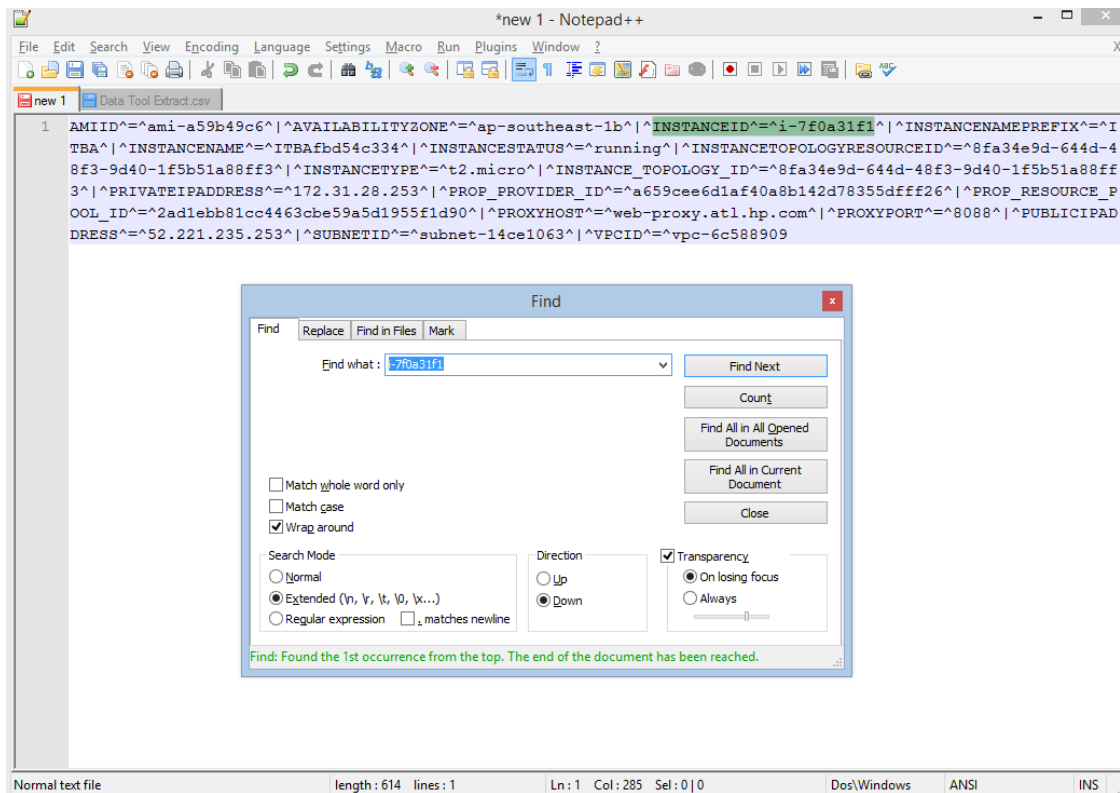 *new 1 - Notepad++
File Edit Search View Encoding Language Settings Macro Run Plugins Window ? X
new 1 Data Tool Extract.csv
1 AMIID^=^ami-a59b49c6^|^AVAILABILITYZONE^=^ap-southeast-1b^|^INSTANCEID^=^i-7f0a31f1^|^INSTANCENAMEPREFIX^=^I
TBA^|^INSTANCENAME^=^ITBAfbd54c334^|^INSTANCESTATUS^=^running^|^INSTANCETOPOLOGYRESOURCEID^=^8fa34e9d-644d-4
8f3-9d40-1f5b51a88ff3^|^INSTANCETYPE^=^t2.micro^|^INSTANCE_TOPOLOGY_ID^=^8fa34e9d-644d-48f3-9d40-1f5b51a88ff
3^|^PRIVATEIPADDRESS^=^172.31.28.253^|^PROP_PROVIDER_ID^=^a659cee6d1af40a8b142d78355dfff26^|^PROP_RESOURCE_P
OOL_ID^=^2ad1ebb81cc4463cbe59a5d1955f1d90^|^PROXYHOST^=^web-proxy.atl.hp.com^|^PROXYPORT^=^8088^|^PUBLICIPAD
DRESS^=^52.221.235.253^|^SUBNETID^=^subnet-14ce1063^|^VPCID^=^vpc-6c588909
Find
Find Replace Find in Files Mark
Find what : i-7f0a31f1 Find Next
Count
Find All in All Opened
Documents
Find All in Current
Document
Match whole word only
Match case
Close
Wrap around
Search Mode Direction Transparency
Normal Up On losing focus
Extended (\n, \r, \t, \0, \x...) Down Always
Regular expression . matches newline
Find: Found the 1st occurrence from the top. The end of the document has been reached.
Normal text file length : 614 lines : 1 Ln : 1 Col : 285 Sel : 0 | 0 Dos\Windows ANSI INS